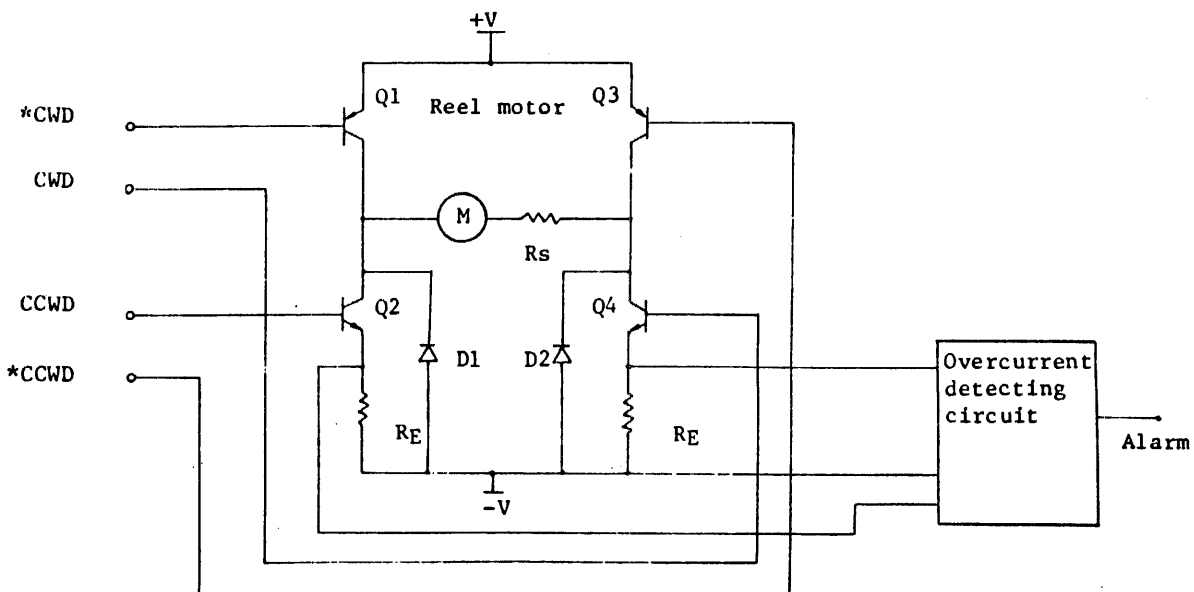 +V
*CWD
Q1
Reel motor
Q3
CWD
M
Rs
CCWD
Q2
Q4
*CCWD
D1
D2
Overcurrent
detecting
circuit
RE
RE
Alarm
-V